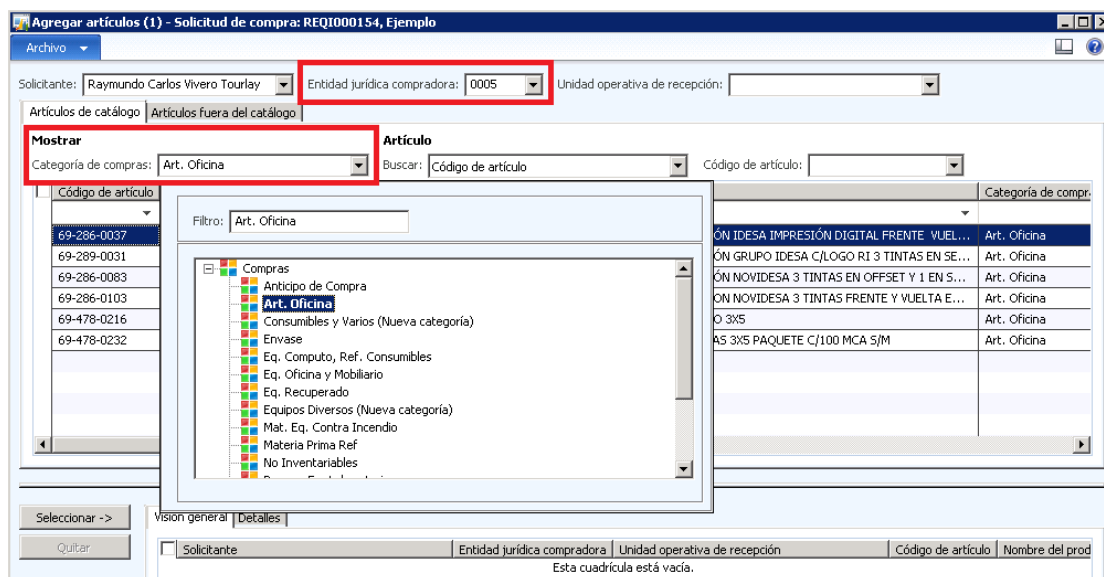 Agregar artículos (1) - Solicitud de compra: REQI000154, Ejemplo
Archivo
Solicitante: Raymundo Carlos Vivero Tourlay Entidad jurídica compradora: 0005 Unidad operativa de recepción:
Artículos de catálogo Artículos fuera del catálogo
Mostrar Artículo
Categoría de compras: Art. Oficina Buscar: Código de artículo Código de artículo:
Código de artículo Categoría de compr
Filtro: Art. Oficina
69-286-0037 ÓN IDESA IMPRESIÓN DIGITAL FRENTE VUEL... Art. Oficina
69-289-0031 ÓN GRUPO IDESA C/LOGO RI 3 TINTAS EN SE... Art. Oficina
69-286-0083 ÓN NOVIDESA 3 TINTAS EN OFFSET Y 1 EN S... Art. Oficina
69-286-0103 ON NOVIDESA 3 TINTAS FRENTE Y VUELTA E... Art. Oficina
69-478-0216 O 3X5 Art. Oficina
69-478-0232 AS 3X5 PAQUETE C/100 MCA S/M Art. Oficina
Compras
Anticipo de Compra
Art. Oficina
Consumibles y Varios (Nueva categoría)
Envase
Eq. Computo, Ref. Consumibles
Eq. Oficina y Mobiliario
Eq. Recuperado
Equipos Diversos (Nueva categoría)
Mat. Eq. Contra Incendio
Materia Prima Ref
No Inventariables
Seleccionar -> Visión general Detalles
Quitar
Solicitante Entidad jurídica compradora Unidad operativa de recepción Código de artículo Nombre del prod
Esta cuadrícula está vacía.